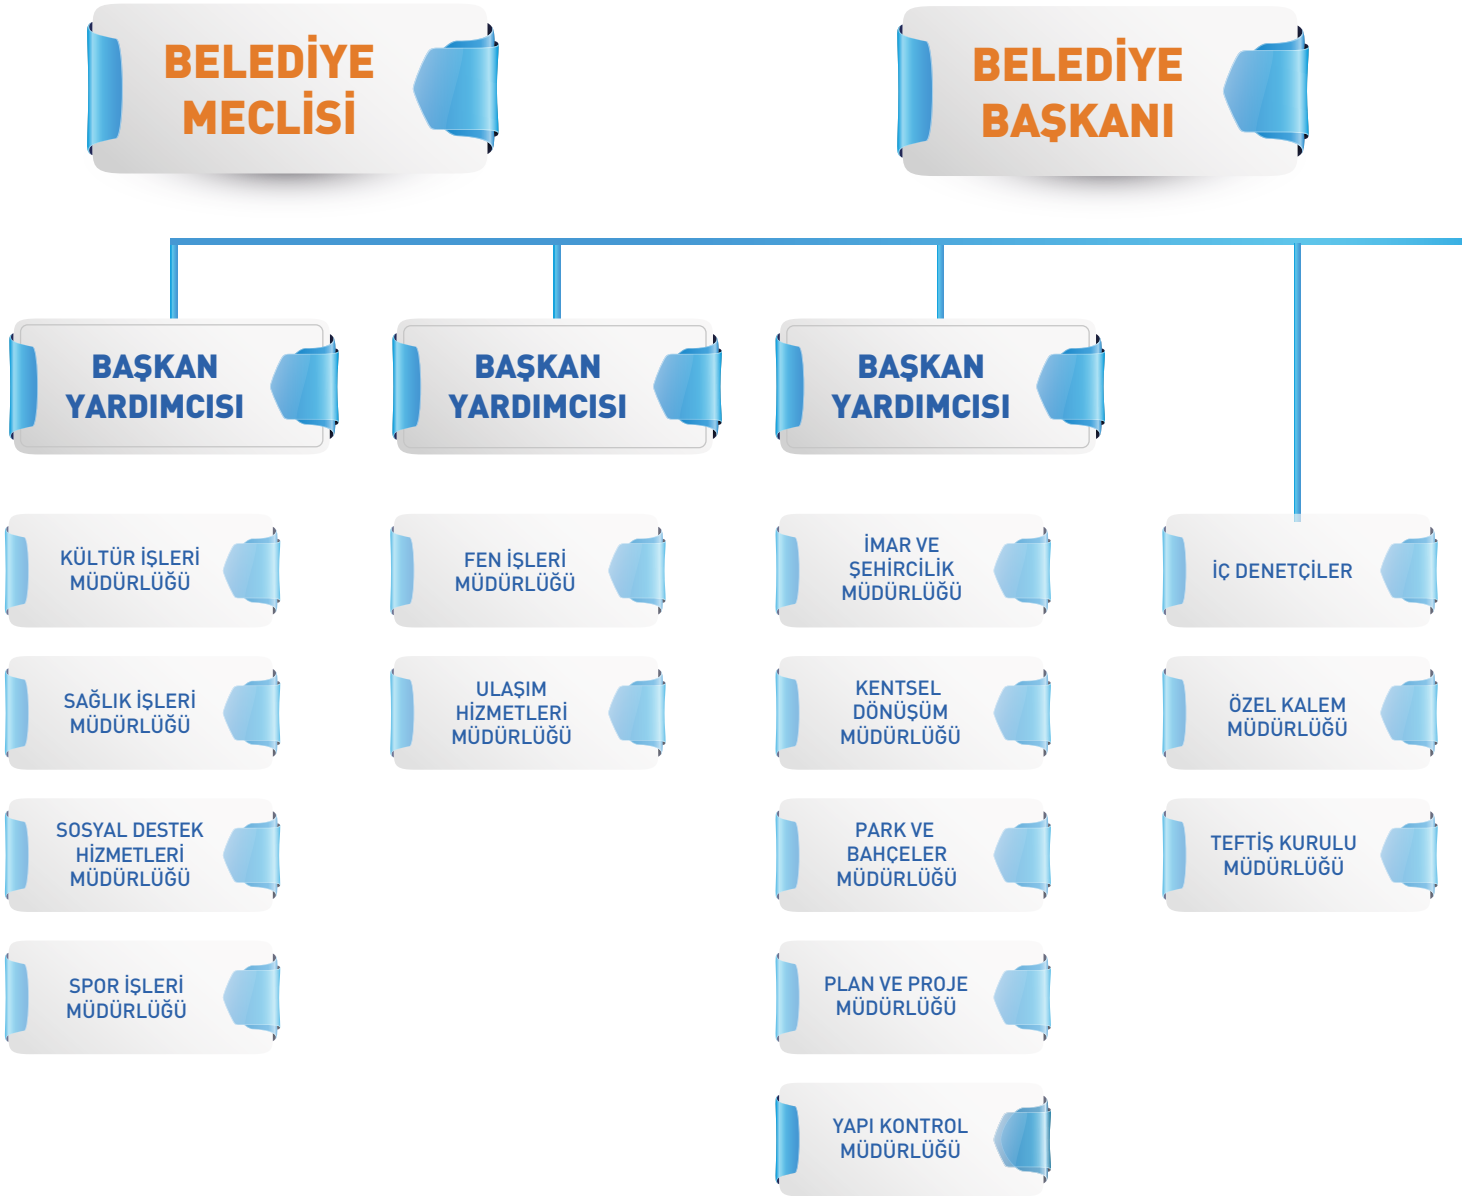 BELEDİYE
MECLİSİ
BELEDİYE
BAŞKANI
BAŞKAN
YARDIMCISI
BAŞKAN
YARDIMCISI
BAŞKAN
YARDIMCISI
KÜLTÜR İŞLERİ
MÜDÜRLÜĞÜ
SAĞLIK İŞLERİ
MÜDÜRLÜĞÜ
SOSYAL DESTEK
HİZMETLERİ
MÜDÜRLÜĞÜ
SPOR İŞLERİ
MÜDÜRLÜĞÜ
FEN İŞLERİ
MÜDÜRLÜĞÜ
ULAŞIM
HİZMETLERİ
MÜDÜRLÜĞÜ
İMAR VE
ŞEHİRCİLİK
MÜDÜRLÜĞÜ
KENTSEL
DÖNÜŞÜM
MÜDÜRLÜĞÜ
PARK VE
BAHÇELER
MÜDÜRLÜĞÜ
PLAN VE PROJE
MÜDÜRLÜĞÜ
YAPI KONTROL
MÜDÜRLÜĞÜ
İÇ DENETÇİLER
ÖZEL KALEM
MÜDÜRLÜĞÜ
TEFTİŞ KURULU
MÜDÜRLÜĞÜ